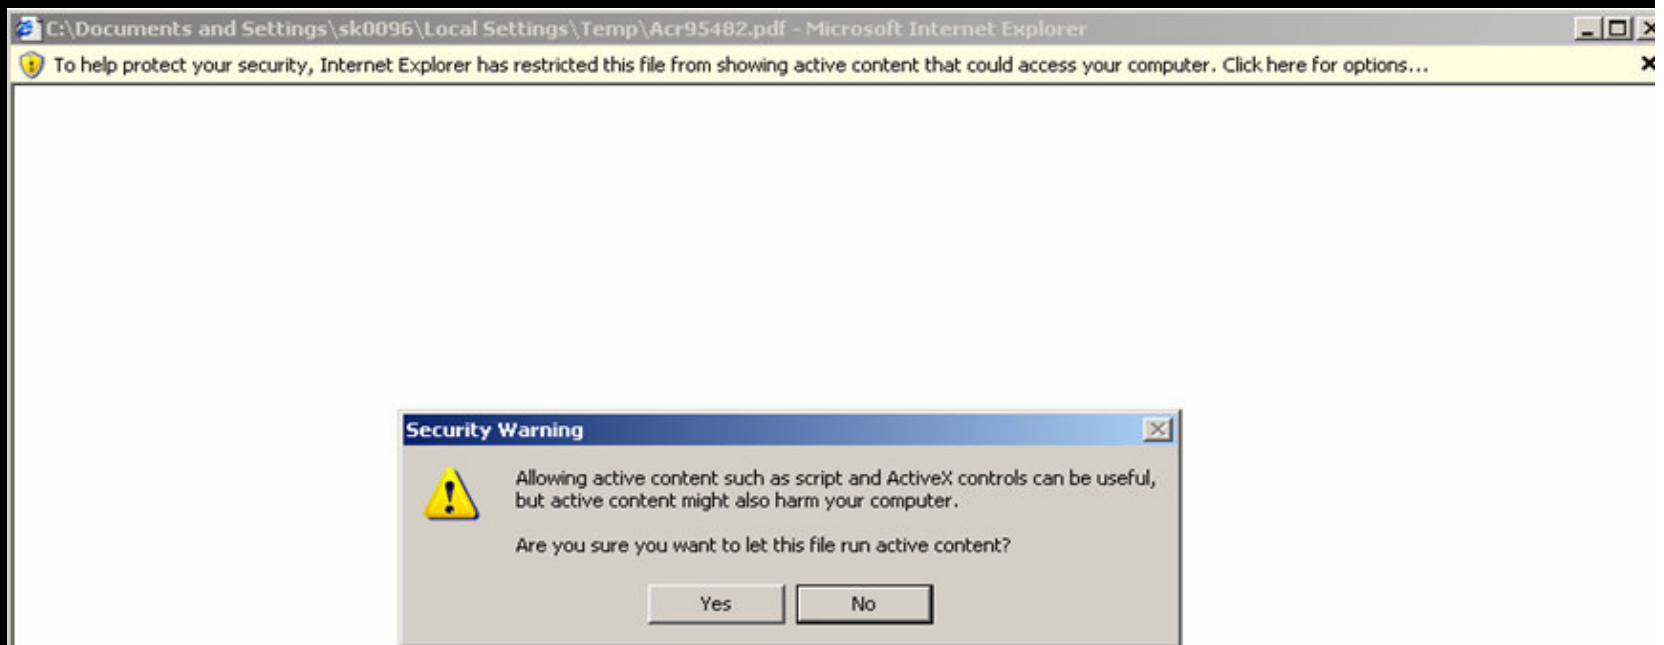 C:\Documents and Settings\sk0096\Local Settings\Temp\Acr95482.pdf - Microsoft Internet Explorer
To help protect your security, Internet Explorer has restricted this file from showing active content that could access your computer. Click here for options...
Security Warning
Allowing active content such as script and ActiveX controls can be useful,
but active content might also harm your computer.
Are you sure you want to let this file run active content?
Yes No